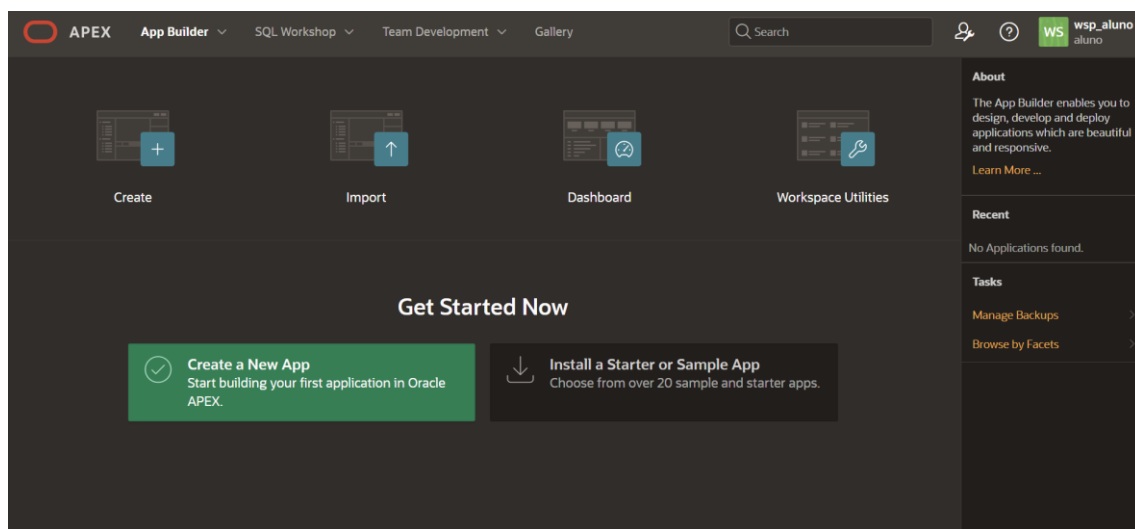 APEX App Builder SQL Workshop Team Development Gallery Search WS wsp_aluno
aluno
Create
Import
Dashboard
Workspace Utilities
Get Started Now
Create a New App
Start building your first application in Oracle
APEX.
Install a Starter or Sample App
Choose from over 20 sample and starter apps.
About
The App Builder enables you to
design, develop and deploy
applications which are beautiful
and responsive.
Learn More ...
Recent
No Applications found.
Tasks
Manage Backups
Browse by Facets